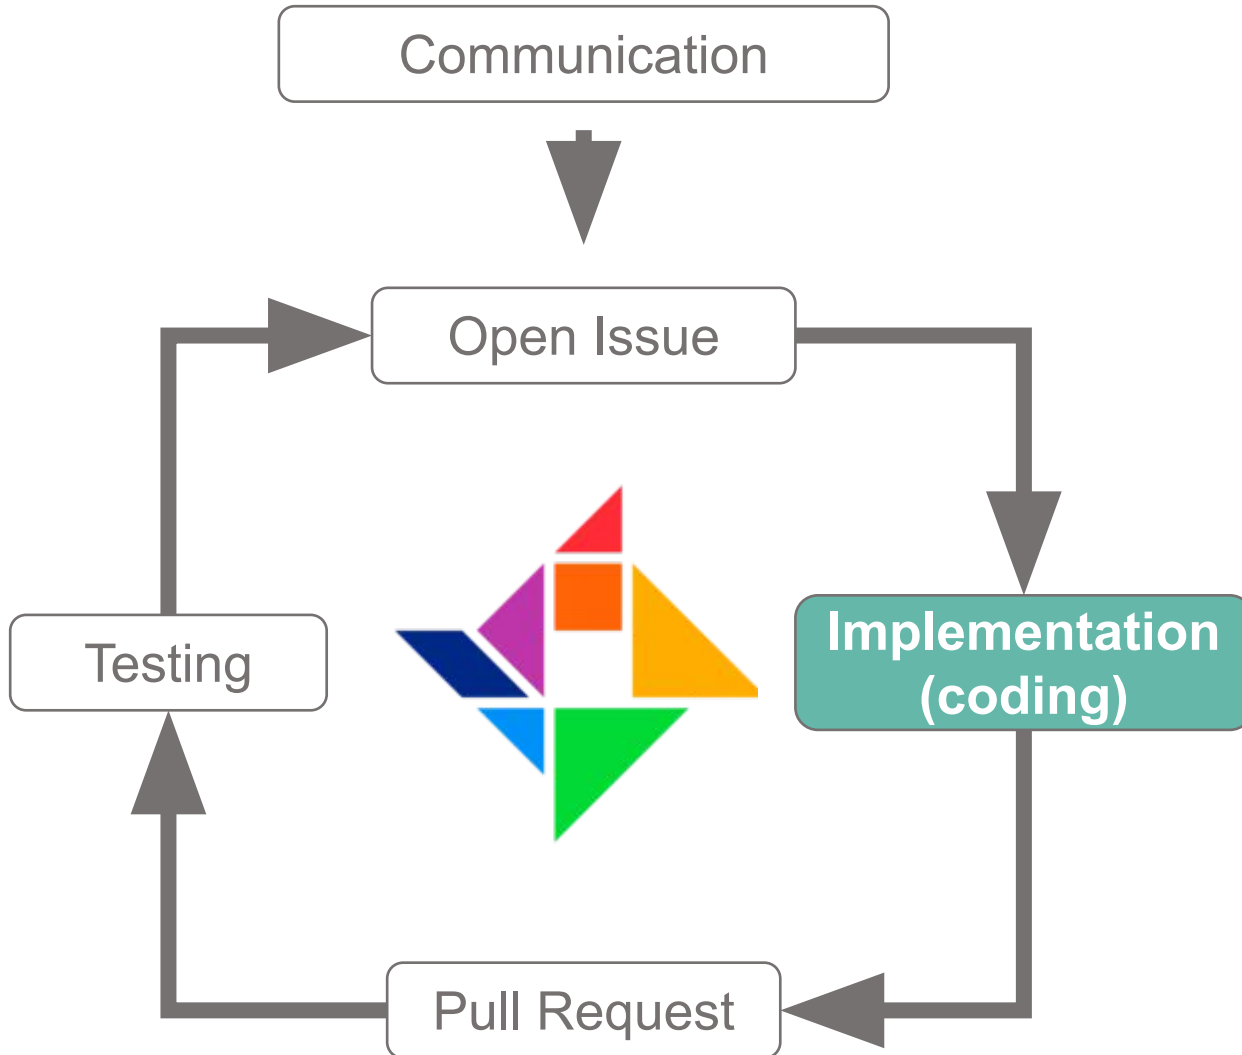 Communication
Open Issue
Testing
Implementation
(coding)
Pull Request